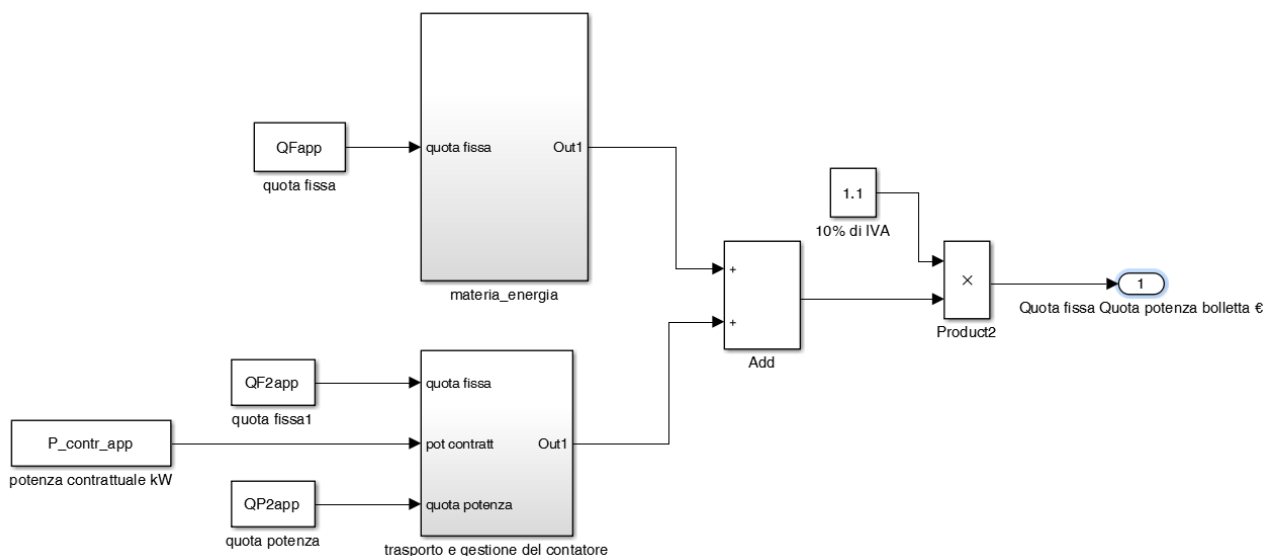 QFapp
quota fissa
quota fissa
Out1
materia_energia
1.1
10% di IVA
+
+
Add
×
Product2
1
Quota fissa Quota potenza bolletta €
QF2app
quota fissa1
P_contr_app
potenza contrattuale kW
QP2app
quota potenza
quota fissa
pot contratt
Out1
quota potenza
trasporto e gestione del contatore